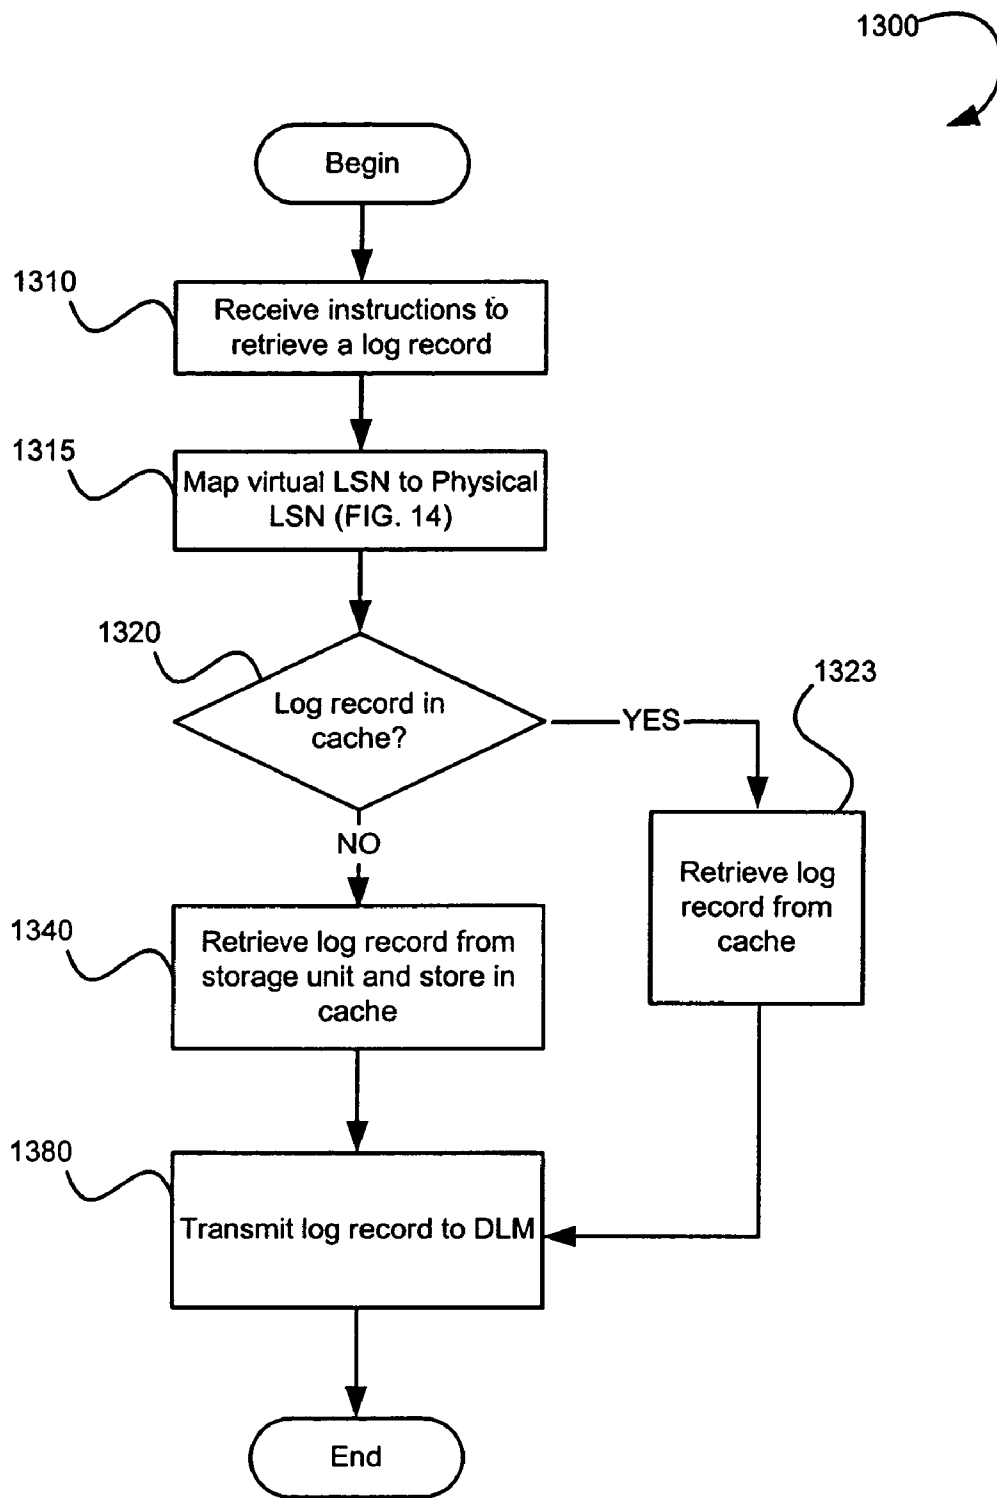 1300
Begin
1310
Receive instructions to
retrieve a log record
1315
Map virtual LSN to Physical
LSN (FIG. 14)
1320
Log record in
cache?
YES
1323
NO
Retrieve log
record from
cache
1340
Retrieve log record from
storage unit and store in
cache
1380
Transmit log record to DLM
End